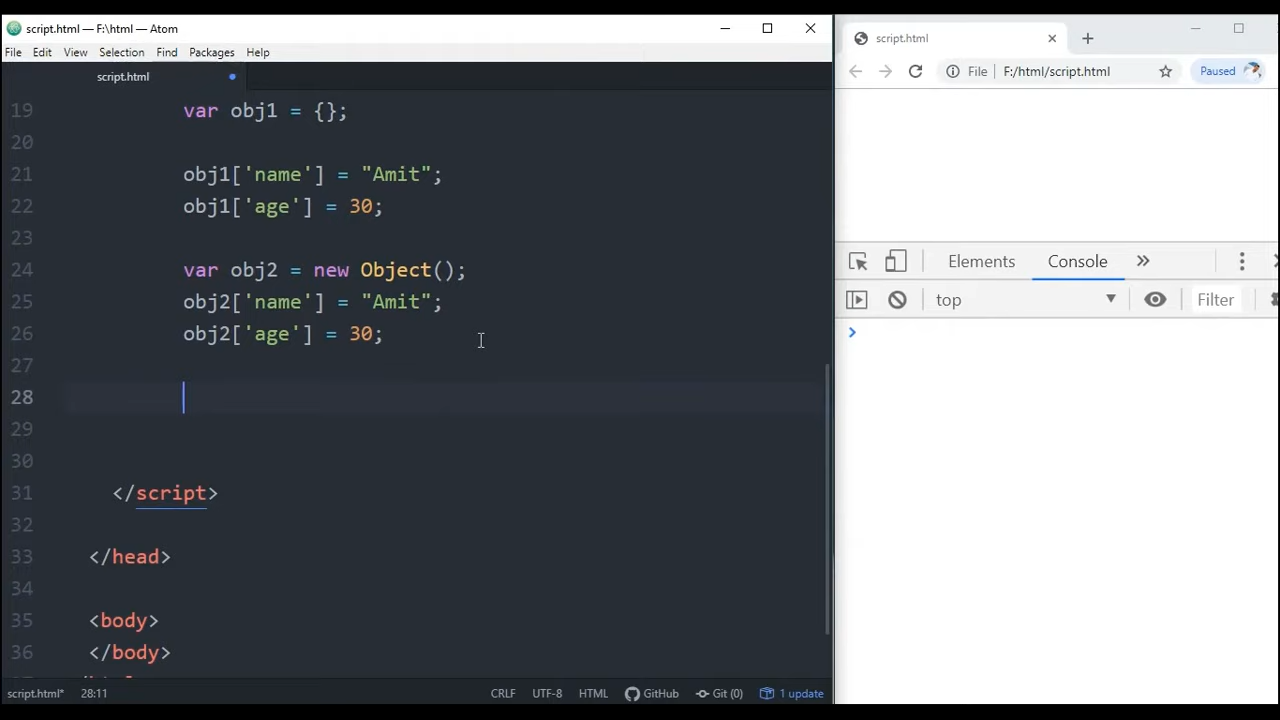 script.html — F:\html — Atom
File Edit View Selection Find Packages Help
script.html
19 var obj1 = {};
20
21 obj1['name'] = "Amit";
22 obj1['age'] = 30;
23
24 var obj2 = new Object();
25 obj2['name'] = "Amit";
26 obj2['age'] = 30;
27
28
29
30
31 </script>
32
33 </head>
34
35 <body>
36 </body>
script.html* 28:11 CRLF UTF-8 HTML GitHub Git (0) 1 update
script.html
File F:/html/script.html Paused
Elements Console »
top Filter